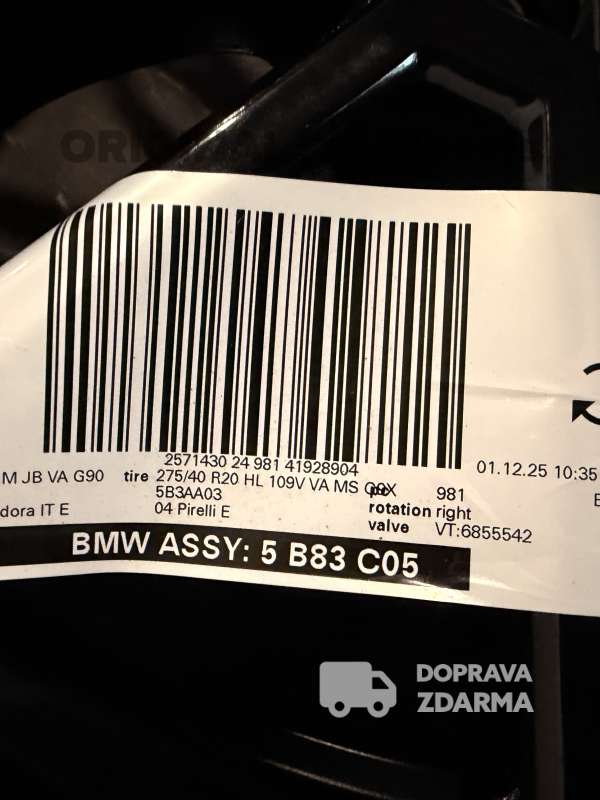 2571430 24 981 41928904
01.12.25 10:35
M JB VA G90 tire 275/40 R20 HL 109V VA MS G9X 981
5B3AA03 rotation right
dora IT E 04 Pirelli E valve VT:6855542
BMW ASSY: 5 B83 C05
DOPRAVA
ZDARMA